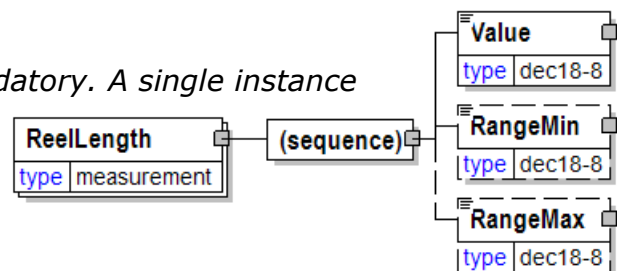 Value
type dec18-8
datory. A single instance
ReelLength
type measurement
(sequence)
RangeMin
type dec18-8
RangeMax
type dec18-8